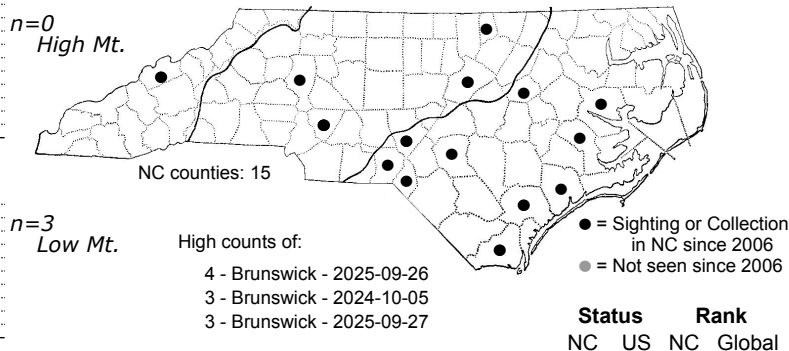 n=0
High Mt.
NC counties: 15
n=3
Low Mt.
High counts of:
4 - Brunswick - 2025-09-26
3 - Brunswick - 2024-10-05
3 - Brunswick - 2025-09-27
● = Sighting or Collection
in NC since 2006
● = Not seen since 2006
Status Rank
NC US NC Global